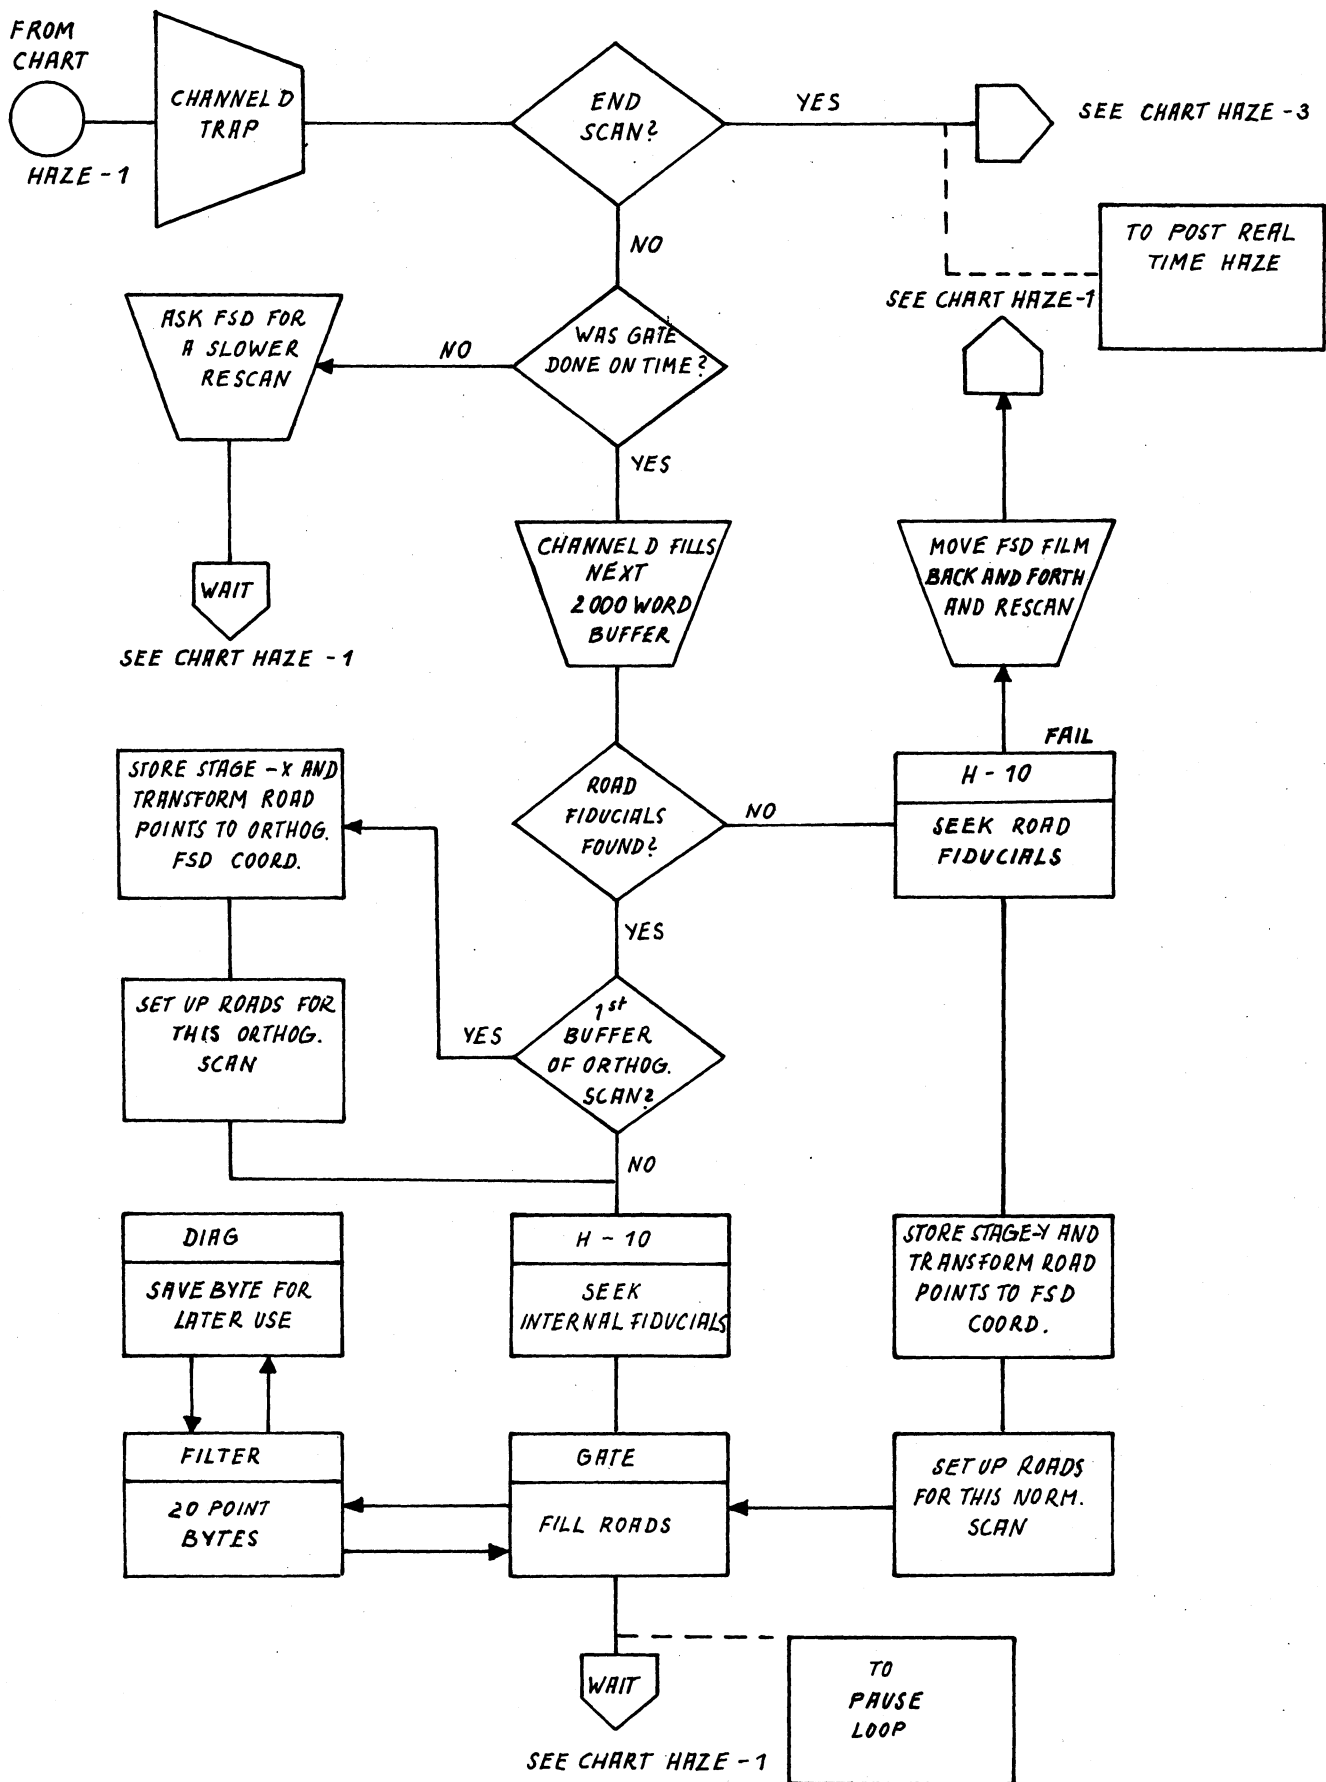 FROM
CHART
HAZE - 1
CHANNEL D
TRAP
END
SCAN?
YES
SEE CHART HAZE - 3
NO
TO POST REAL
TIME HAZE
SEE CHART HAZE-1
ASK FSD FOR
A SLOWER
RESCAN
NO
WAS GATE
DONE ON TIME?
YES
WAIT
SEE CHART HAZE - 1
CHANNEL D FILLS
NEXT
2000 WORD
BUFFER
MOVE FSD FILM
BACK AND FORTH
AND RESCAN
FAIL
STORE STAGE -X AND
TRANSFORM ROAD
POINTS TO ORTHOG.
FSD COORD.
ROAD
FIDUCIALS
FOUND?
NO
H - 10
SEEK ROAD
FIDUCIALS
YES
SET UP ROADS FOR
THIS ORTHOG.
SCAN
YES
1st
BUFFER
OF ORTHOG.
SCAN?
NO
DIAG
SAVE BYTE FOR
LATER USE
H - 10
SEEK
INTERNAL FIDUCIALS
STORE STAGE-Y AND
TRANSFORM ROAD
POINTS TO FSD
COORD.
FILTER
20 POINT
BYTES
GATE
FILL ROADS
SET UP ROADS
FOR THIS NORM.
SCAN
WAIT
SEE CHART HAZE - 1
TO
PAUSE
LOOP